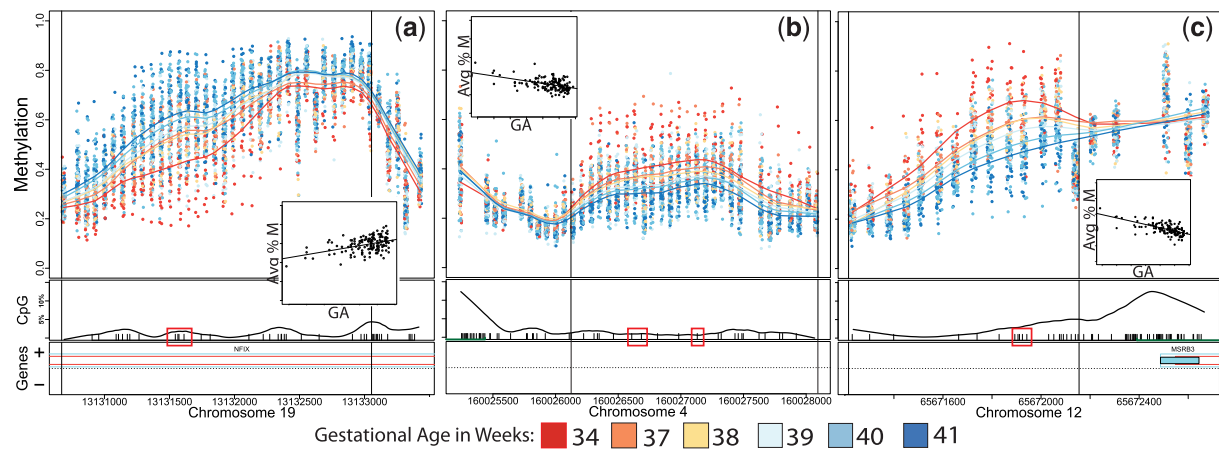 (a)
(b)
(c)
Methylation
1.0
0.8
0.6
0.4
0.2
0.0
Avg % M
GA
Avg % M
GA
Avg % M
GA
CpG
10%
5%
Genes
+
−
NFIX
MSRB3
13131000 13131500 13132000 13132500 13133000
Chromosome 19
160025500 160026000 160026500 160027000 160027500 160028000
Chromosome 4
65671600 65672000 65672400
Chromosome 12
Gestational Age in Weeks: 34 37 38 39 40 41